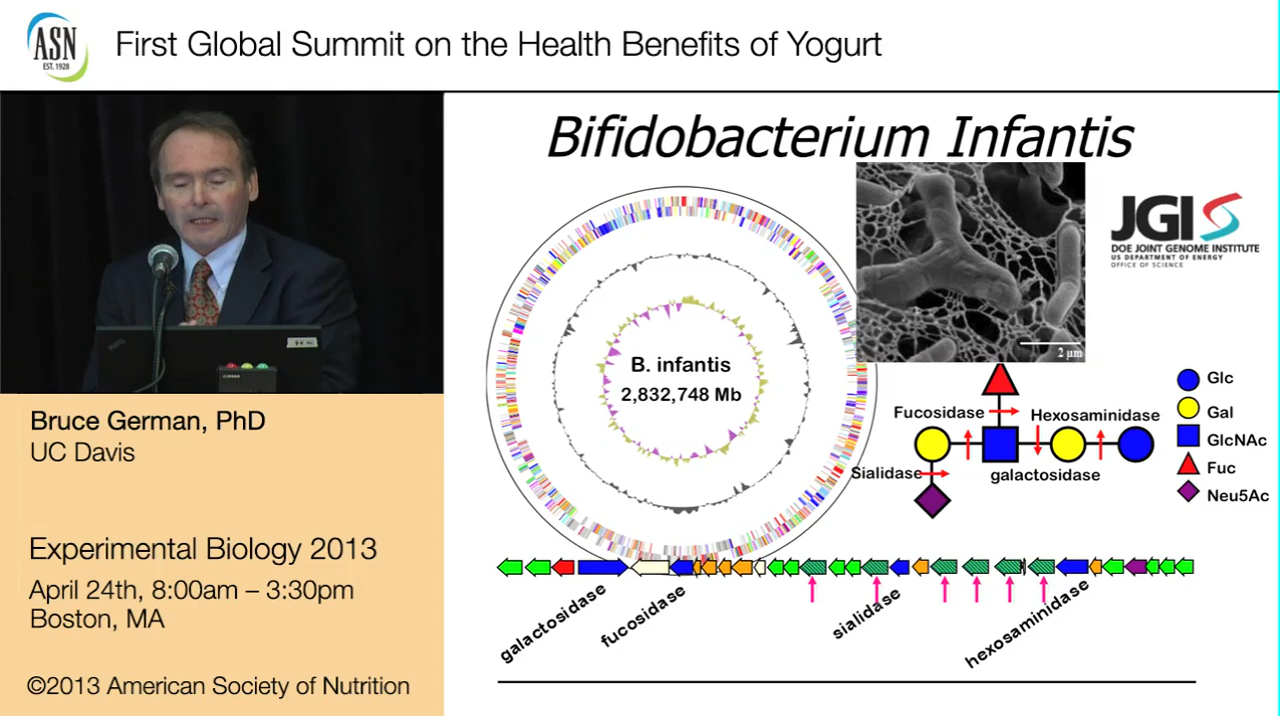 ASN
EST. 1928
First Global Summit on the Health Benefits of Yogurt
Bruce German, PhD
UC Davis
Experimental Biology 2013
April 24th, 8:00am – 3:30pm
Boston, MA
©2013 American Society of Nutrition
Bifidobacterium Infantis
2 µm
JGI
DOE JOINT GENOME INSTITUTE
US DEPARTMENT OF ENERGY
OFFICE OF SCIENCE
B. infantis
2,832,748 Mb
Fucosidase
Hexosaminidase
Sialidase
galactosidase
Glc
Gal
GlcNAc
Fuc
Neu5Ac
galactosidase
fucosidase
sialidase
hexosaminidase